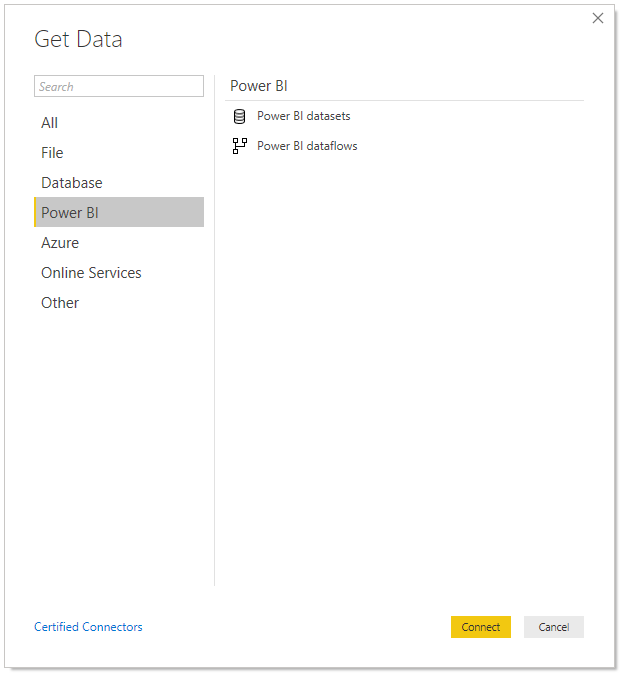 Get Data
Search
All
File
Database
Power BI
Azure
Online Services
Other
Power BI
Power BI datasets
Power BI dataflows
Certified Connectors
Connect
Cancel